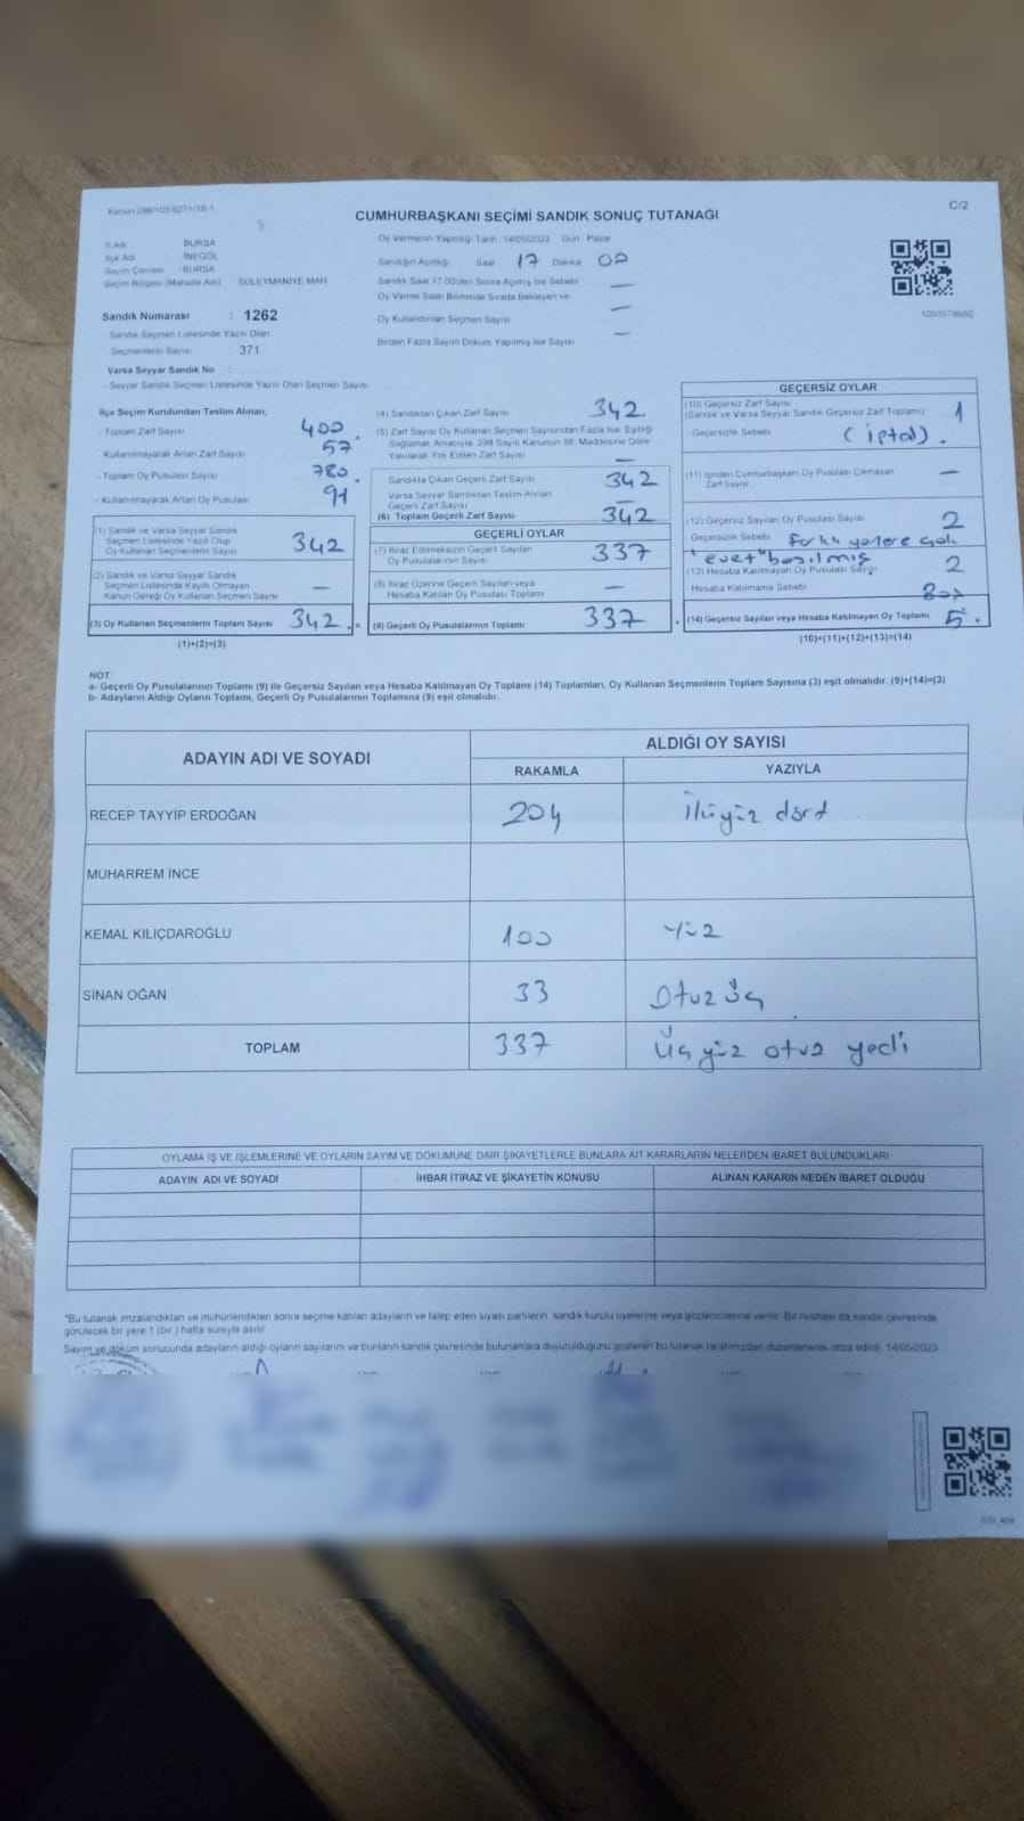 C/2
CUMHURBAŞKANI SEÇİMİ SANDIK SONUÇ TUTANAĞI
İl Adı BURSA
İlçe Adı İNEGÖL
Seçim Çevresi BURSA
Seçim Bölgesi (Mahalle Adı) SÜLEYMANİYE MAH
Sandık Numarası : 1262
Sandık Seçmen Listesinde Yazılı Olan
Seçmenlerin Sayısı 371
Varsa Seyyar Sandık No :
- Seyyar Sandık Seçmen Listesinde Yazılı Olan Seçmen Sayısı
Oy Vermenin Yapıldığı Tarih 14/05/2023 Gün Pazar
Sandığın Açıldığı Saat 17 Dakika 02
Sandık Saat 17.00'den Sonra Açılmış İse Sebebi —
Oy Verme Saati Bitiminde Sırada Bekleyen ve
Oy Kullandırılan Seçmen Sayısı —
Birden Fazla Sayım Döküm Yapılmış İse Sayısı —
İlçe Seçim Kurulundan Teslim Alınan,
- Toplam Zarf Sayısı 400
Kullanılmayarak Artan Zarf Sayısı 57.
- Toplam Oy Pusulası Sayısı 780.
- Kullanılmayarak Artan Oy Pusulası 91
(1) Sandık ve Varsa Seyyar Sandık
Seçmen Listesinde Yazılı Olup
Oy Kullanan Seçmenlerin Sayısı 342
(2) Sandık ve Varsa Seyyar Sandık
Seçmen Listesinde Kayıtlı Olmayan
Kanun Gereği Oy Kullanan Seçmen Sayısı —
(3) Oy Kullanan Seçmenlerin Toplam Sayısı 342.
(1)+(2)=(3)
(4) Sandıktan Çıkan Zarf Sayısı 342
(5) Zarf Sayısı Oy Kullanan Seçmen Sayısından Fazla İse Eşitliği
Sağlamak Amacıyla 298 Sayılı Kanunun 98. Maddesine Göre
Yakılarak Yok Edilen Zarf Sayısı —
Sandıkta Çıkan Geçerli Zarf Sayısı 342
Varsa Seyyar Sandıktan Teslim Alınan
Geçerli Zarf Sayısı —
(6) Toplam Geçerli Zarf Sayısı 342
GEÇERLİ OYLAR
(7) İtiraz Edilmeksizin Geçerli Sayılan
Oy Pusulalarının Sayısı 337
(8) İtiraz Üzerine Geçerli Sayılan veya
Hesaba Katılan Oy Pusulası Toplamı —
(9) Geçerli Oy Pusulalarının Toplamı 337
GEÇERSİZ OYLAR
(10) Geçersiz Zarf Sayısı
(Sandık ve Varsa Seyyar Sandık Geçersiz Zarf Toplamı) 1
Geçersizlik Sebebi (iptal).
(11) İçinden Cumhurbaşkanı Oy Pusulası Çıkmayan
Zarf Sayısı —
(12) Geçersiz Sayılan Oy Pusulası Sayısı 2
Geçersizlik Sebebi farklı yerlere çok
"evet" basılmış
(13) Hesaba Katılmayan Oy Pusulası Sayısı 2
Hesaba Katılmama Sebebi
(14) Geçersiz Sayılan veya Hesaba Katılmayan Oy Toplamı 5.
(10)+(11)+(12)+(13)=(14)
NOT
a- Geçerli Oy Pusulalarının Toplamı (9) ile Geçersiz Sayılan veya Hesaba Katılmayan Oy Toplamı (14) Toplamları, Oy Kullanan Seçmenlerin Toplam Sayısına (3) eşit olmalıdır. (9)+(14)=(3)
b- Adayların Aldığı Oyların Toplamı, Geçerli Oy Pusulalarının Toplamına (9) eşit olmalıdır.
ADAYIN ADI VE SOYADI
ALDIĞI OY SAYISI
RAKAMLA YAZIYLA
RECEP TAYYİP ERDOĞAN 204 İkiyüz dört
MUHARREM İNCE
KEMAL KILIÇDAROĞLU 100 Yüz
SİNAN OĞAN 33 Otuz üç
TOPLAM 337 Üçyüz otuz yedi
OYLAMA İŞ VE İŞLEMLERİNE VE OYLARIN SAYIM VE DÖKÜMÜNE DAİR ŞİKAYETLERLE BUNLARA AİT KARARLARIN NELERDEN İBARET BULUNDUKLARI
ADAYIN ADI VE SOYADI İHBAR İTİRAZ VE ŞİKAYETİN KONUSU ALINAN KARARIN NEDEN İBARET OLDUĞU
"Bu tutanak imzalandıktan ve mühürlendikten sonra seçime katılan adayların ve talep eden siyasi partilerin, sandık kurulu üyelerine veya gözlemcilerine verilir. Bir nüshası da sandık çevresinde
görülecek bir yere 1 (bir) hafta süreyle asılır.
Sayım ve döküm sonucunda adayların aldığı oyların sayılarını ve bunların sandık çevresinde bulunanlara duyurulduğunu gösteren bu tutanak tarafımızdan düzenlenerek imza edildi. 14/05/2023